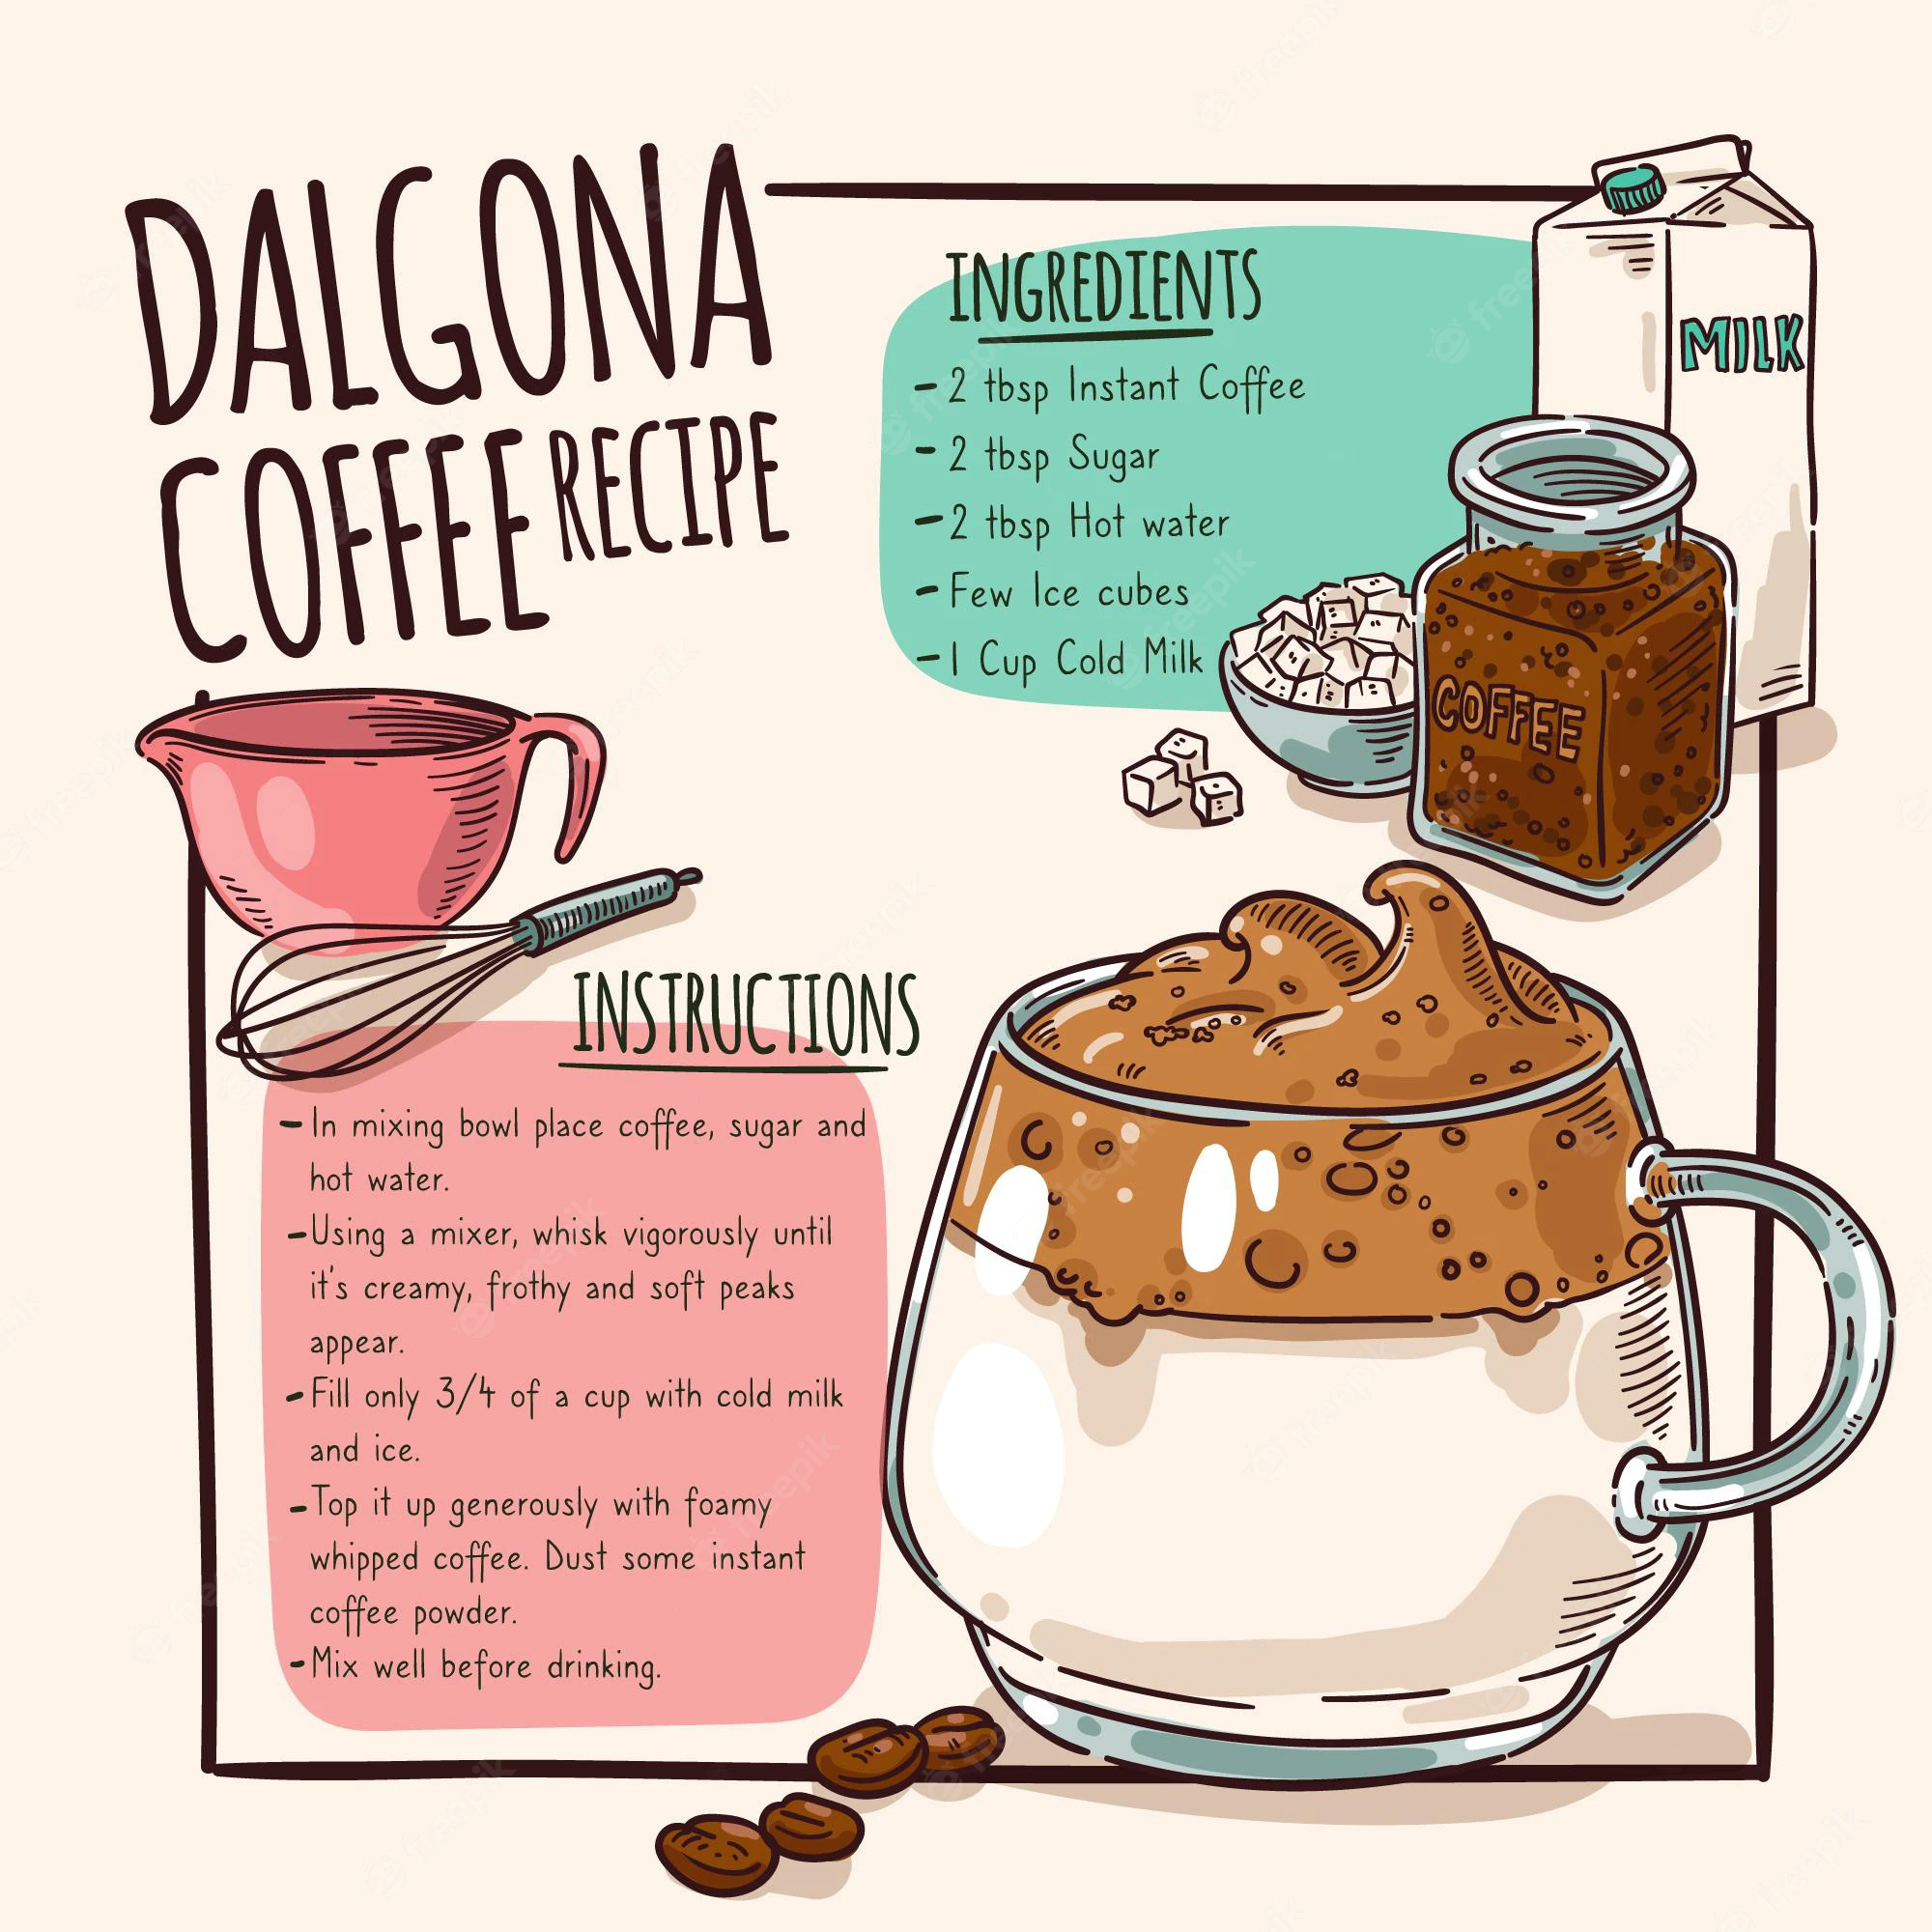 DALGONA
COFFEE RECIPE
INGREDIENTS
- 2 tbsp Instant Coffee
- 2 tbsp Sugar
- 2 tbsp Hot water
- Few Ice cubes
- 1 Cup Cold Milk
MILK
COFFEE
INSTRUCTIONS
- In mixing bowl place coffee, sugar and
hot water.
- Using a mixer, whisk vigorously until
it's creamy, frothy and soft peaks
appear.
- Fill only 3/4 of a cup with cold milk
and ice.
- Top it up generously with foamy
whipped coffee. Dust some instant
coffee powder.
- Mix well before drinking.
freepik